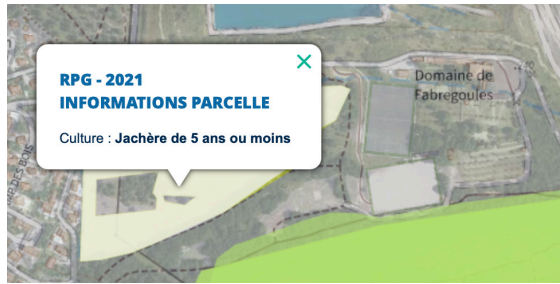 RPG - 2021
INFORMATIONS PARCELLE
Culture : Jachère de 5 ans ou moins
Domaine de
Fabregoules